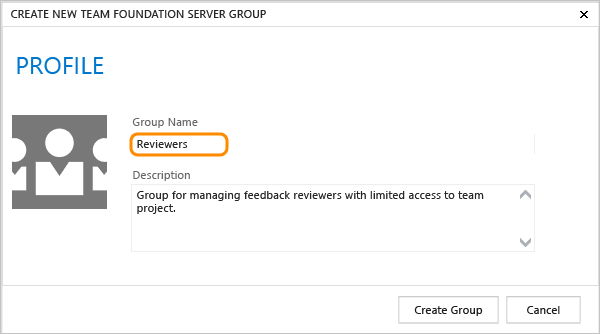 CREATE NEW TEAM FOUNDATION SERVER GROUP
PROFILE
Group Name
Reviewers
Description
Group for managing feedback reviewers with limited access to team
project.
Create Group
Cancel